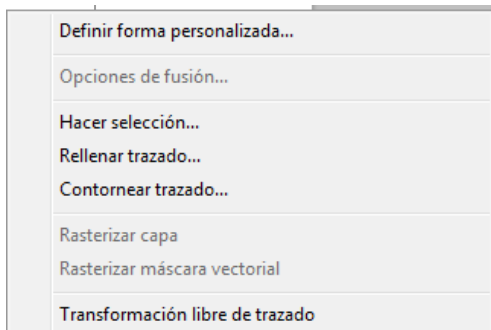 Definir forma personalizada...
Opciones de fusión...
Hacer selección...
Rellenar trazado...
Contornear trazado...
Rasterizar capa
Rasterizar máscara vectorial
Transformación libre de trazado